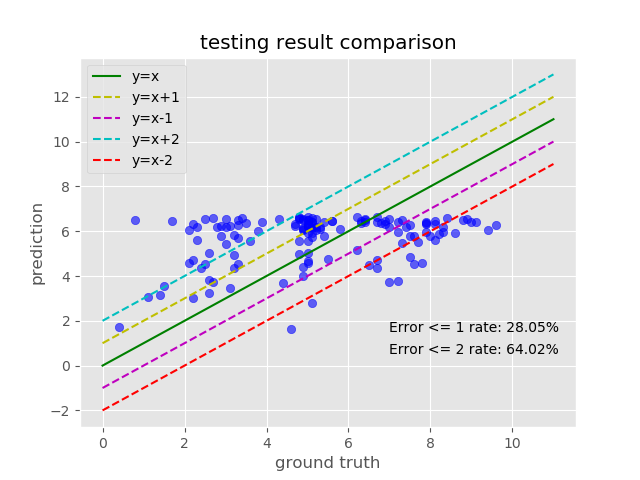 testing result comparison
y=x
y=x+1
y=x-1
y=x+2
y=x-2
12
10
8
6
4
2
0
−2
prediction
Error <= 1 rate: 28.05%
Error <= 2 rate: 64.02%
0 2 4 6 8 10
ground truth